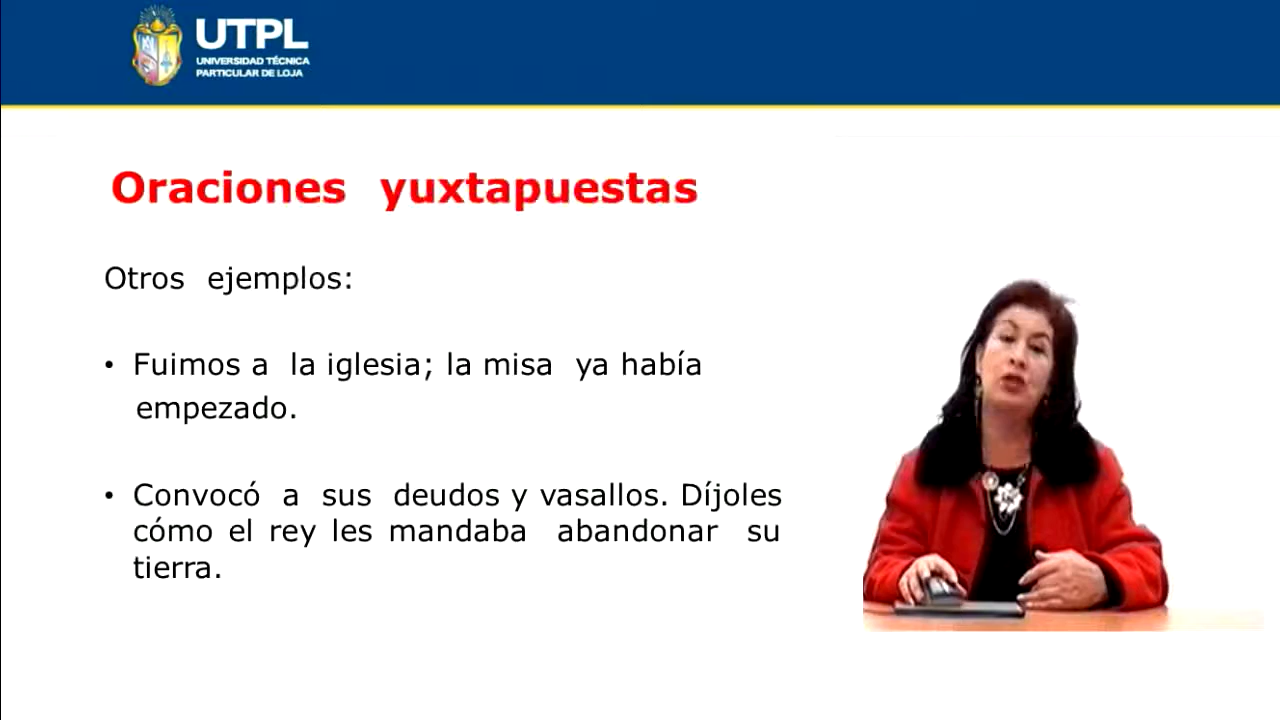 UTPL
UNIVERSIDAD TÉCNICA
PARTICULAR DE LOJA
Oraciones yuxtapuestas
Otros ejemplos:
• Fuimos a la iglesia; la misa ya había
empezado.
• Convocó a sus deudos y vasallos. Díjoles
cómo el rey les mandaba abandonar su
tierra.